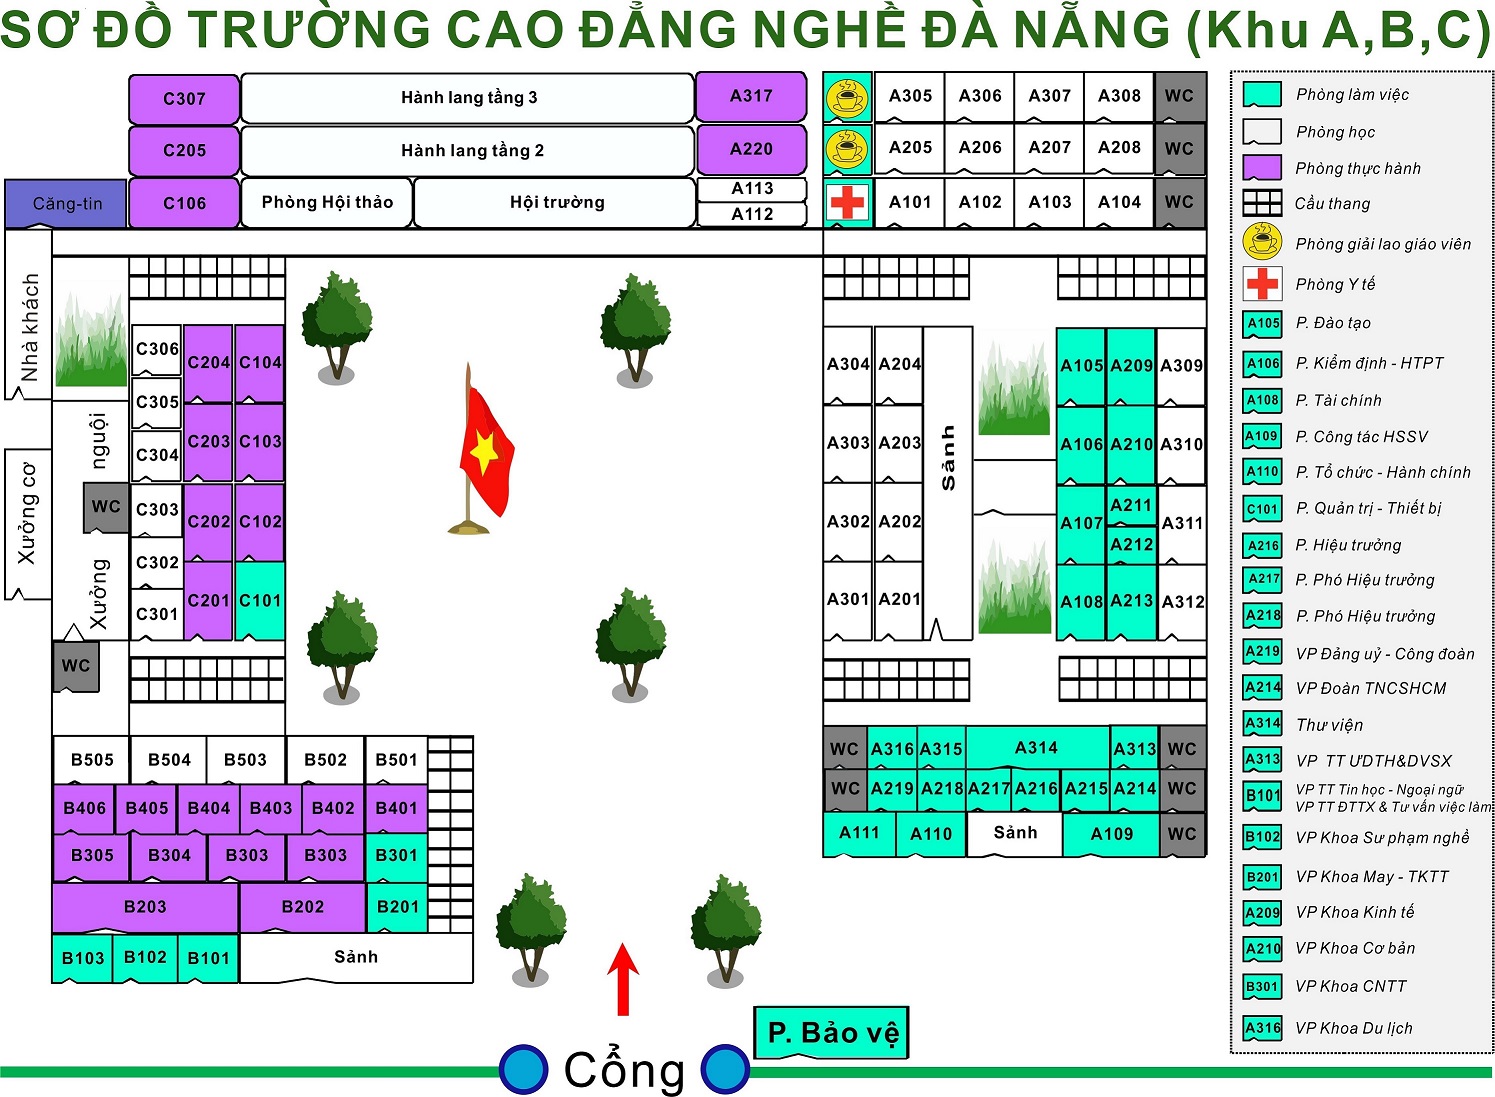 SƠ ĐỒ TRƯỜNG CAO ĐẲNG NGHỀ ĐÀ NẴNG (Khu A,B,C)
C307 Hành lang tầng 3 A317 A305 A306 A307 A308 WC
C205 Hành lang tầng 2 A220 A205 A206 A207 A208 WC
Căng-tin C106 Phòng Hội thảo Hội trường A113 A101 A102 A103 A104 WC
A112
Nhà khách
Xưởng cơ
Xưởng nguội
WC
WC
C306 C204 C104
C305
C203 C103
C304
C303 C202 C102
C302
C301 C201 C101
A304 A204 Sảnh A105 A209 A309
A303 A203 A106 A210 A310
A302 A202 A107 A211 A311
A212
A301 A201 A108 A213 A312
B505 B504 B503 B502 B501
B406 B405 B404 B403 B402 B401
B305 B304 B303 B303 B301
B203 B202 B201
B103 B102 B101 Sảnh
WC A316 A315 A314 A313 WC
WC A219 A218 A217 A216 A215 A214 WC
A111 A110 Sảnh A109 WC
P. Bảo vệ
Cổng
Phòng làm việc
Phòng học
Phòng thực hành
Cầu thang
Phòng giải lao giáo viên
Phòng Y tế
A105 P. Đào tạo
A106 P. Kiểm định - HTPT
A108 P. Tài chính
A109 P. Công tác HSSV
A110 P. Tổ chức - Hành chính
C101 P. Quản trị - Thiết bị
A216 P. Hiệu trưởng
A217 P. Phó Hiệu trưởng
A218 P. Phó Hiệu trưởng
A219 VP Đảng uỷ - Công đoàn
A214 VP Đoàn TNCSHCM
A314 Thư viện
A313 VP TT ƯDTH&DVSX
B101 VP TT Tin học - Ngoại ngữ
VP TT ĐTTX & Tư vấn việc làm
B102 VP Khoa Sư phạm nghề
B201 VP Khoa May - TKTT
A209 VP Khoa Kinh tế
A210 VP Khoa Cơ bản
B301 VP Khoa CNTT
A316 VP Khoa Du lịch